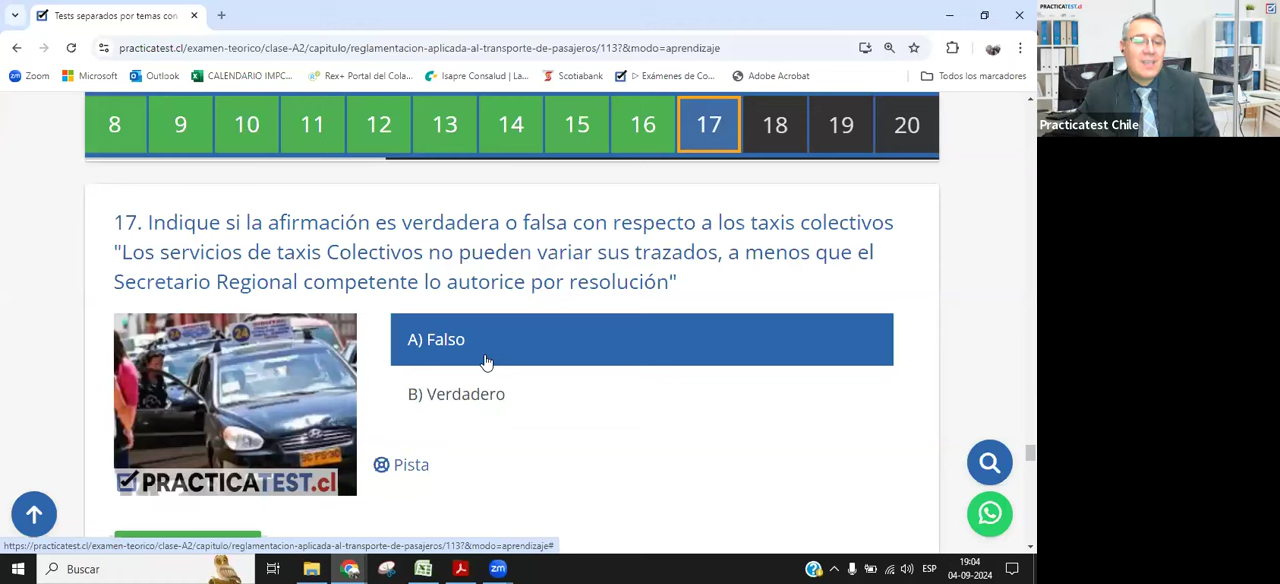 Tests separados por temas con
practicatest.cl/examen-teorico/clase-A2/capitulo/reglamentacion-aplicada-al-transporte-de-pasajeros/113?&modo=aprendizaje
Zoom
Microsoft
Outlook
CALENDARIO IMPC...
Rex+ Portal del Cola...
Isapre Consalud | La...
Scotiabank
▷ Exámenes de Co...
Adobe Acrobat
Todos los marcadores
PRACTICATEST.cl
Practicatest Chile
8 9 10 11 12 13 14 15 16 17 18 19 20
17. Indique si la afirmación es verdadera o falsa con respecto a los taxis colectivos
"Los servicios de taxis Colectivos no pueden variar sus trazados, a menos que el
Secretario Regional competente lo autorice por resolución"
24
PRACTICATEST.cl
A) Falso
B) Verdadero
Pista
https://practicatest.cl/examen-teorico/clase-A2/capitulo/reglamentacion-aplicada-al-transporte-de-pasajeros/113?&modo=aprendizaje#
Buscar
zm
ESP
19:04
04-09-2024